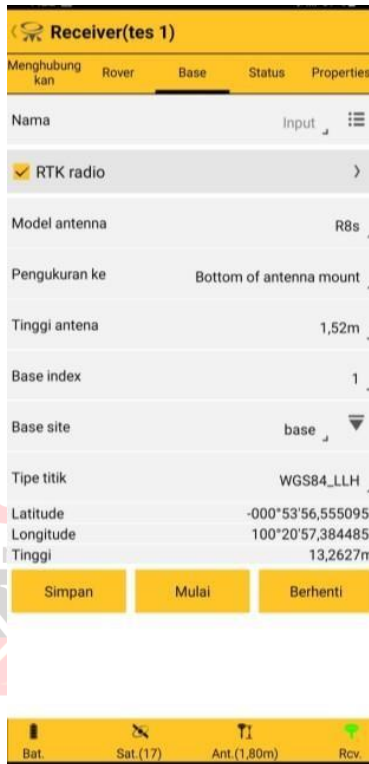 Receiver(tes 1)
Menghubung
kan
Rover
Base
Status
Properties
Nama
Input
RTK radio
Model antenna
R8s
Pengukuran ke
Bottom of antenna mount
Tinggi antena
1,52m
Base index
1
Base site
base
Tipe titik
WGS84_LLH
Latitude
-000°53'56,555095
Longitude
100°20'57,384485
Tinggi
13,2627m
Simpan
Mulai
Berhenti
Bat.
Sat.(17)
Ant.(1,80m)
Rcv.